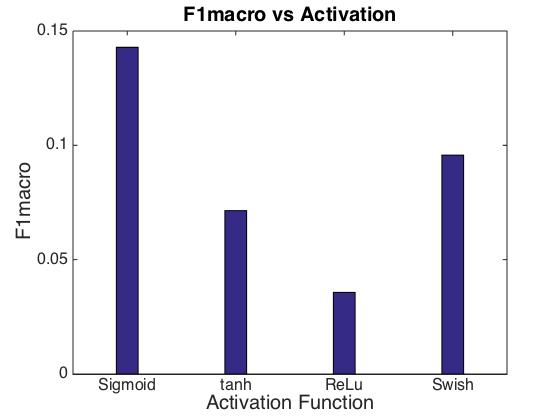 F1macro vs Activation
0.15
0.1
0.05
0
F1macro
Sigmoid tanh ReLu Swish
Activation Function